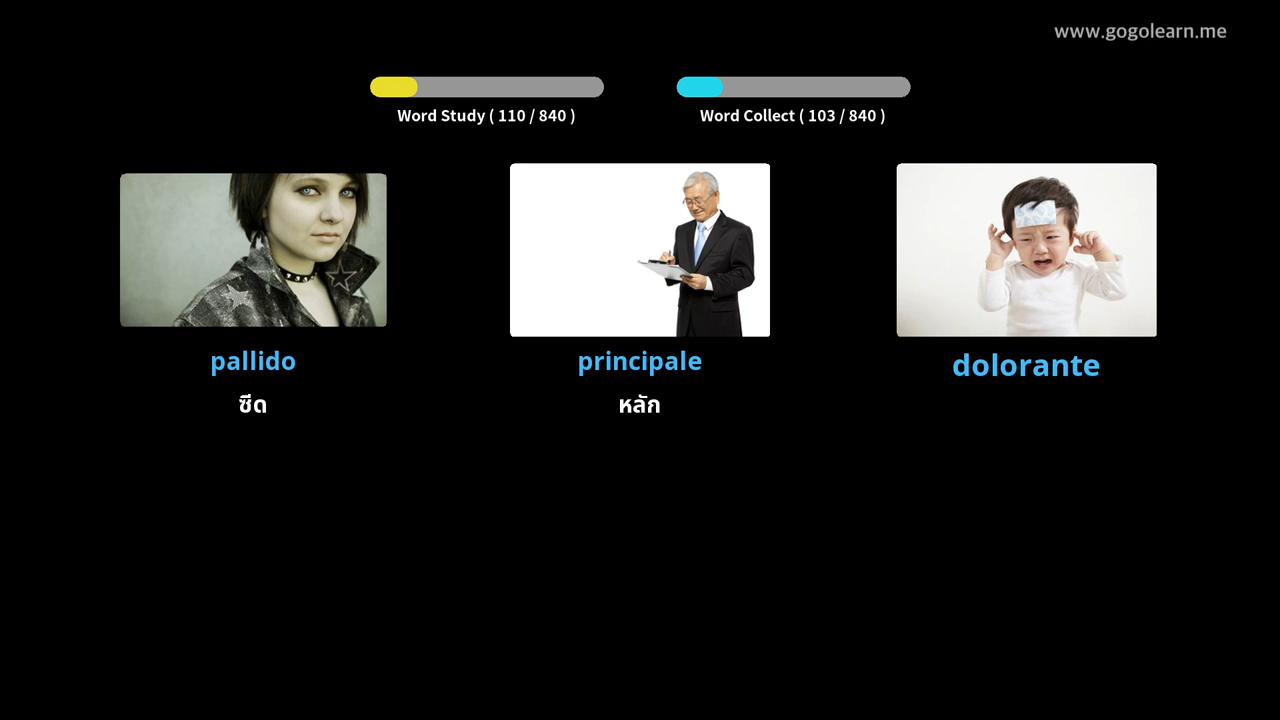 www.gogolearn.me
Word Study ( 110 / 840 )
Word Collect ( 103 / 840 )
pallido
principale
dolorante
ซีด
หลัก